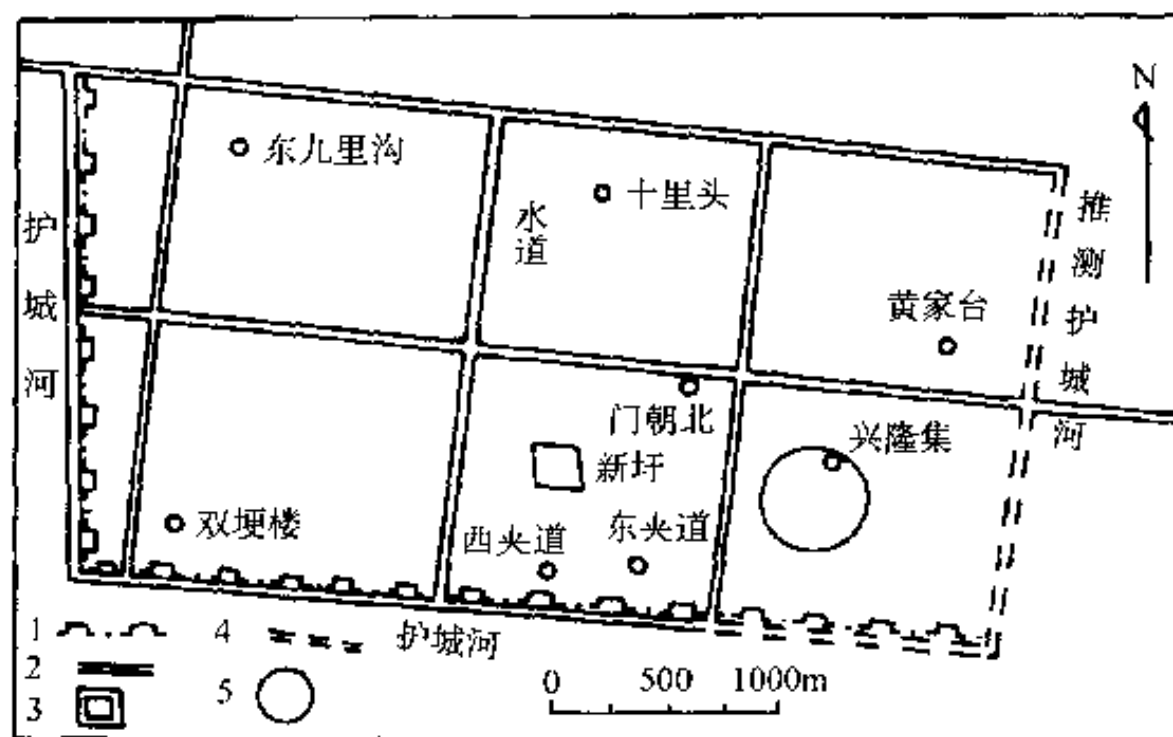 N
东九里沟
十里头
水道
护城河
推测护城河
黄家台
门朝北
兴隆集
新圩
双埂楼
西夹道
东夹道
护城河
1
2
3
4
5
0 500 1000m